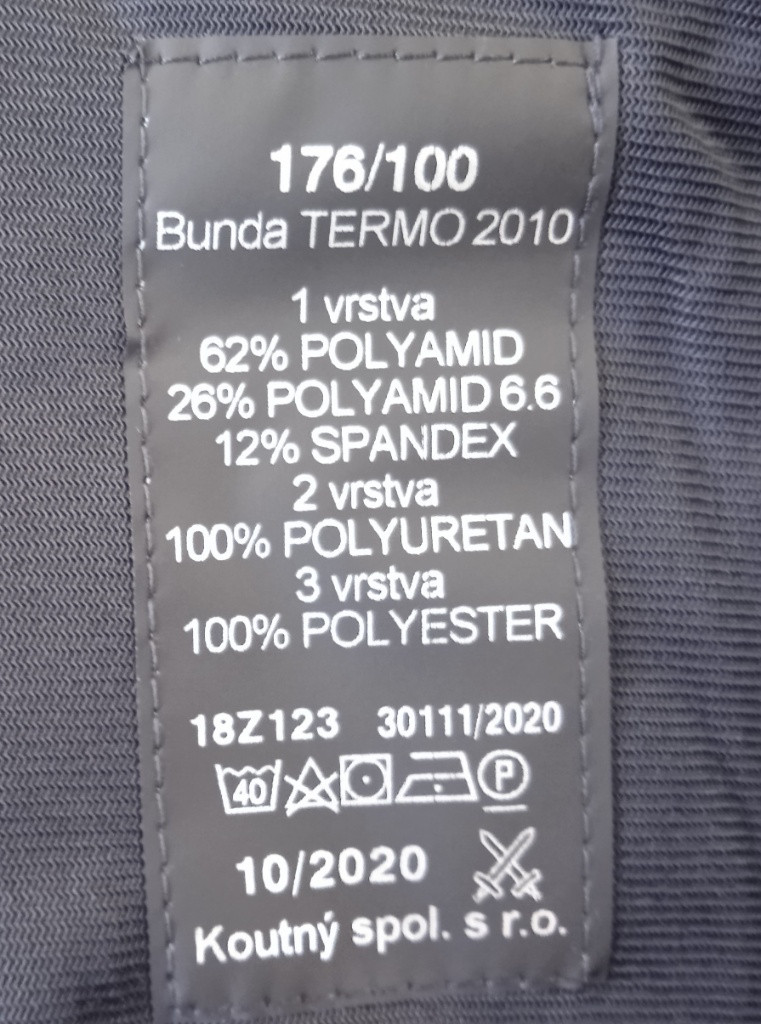 176/100
Bunda TERMO 2010
1 vrstva
62% POLYAMID
26% POLYAMID 6.6
12% SPANDEX
2 vrstva
100% POLYURETAN
3 vrstva
100% POLYESTER
18Z123 30111/2020
40 P
10/2020
Koutný spol. s r.o.